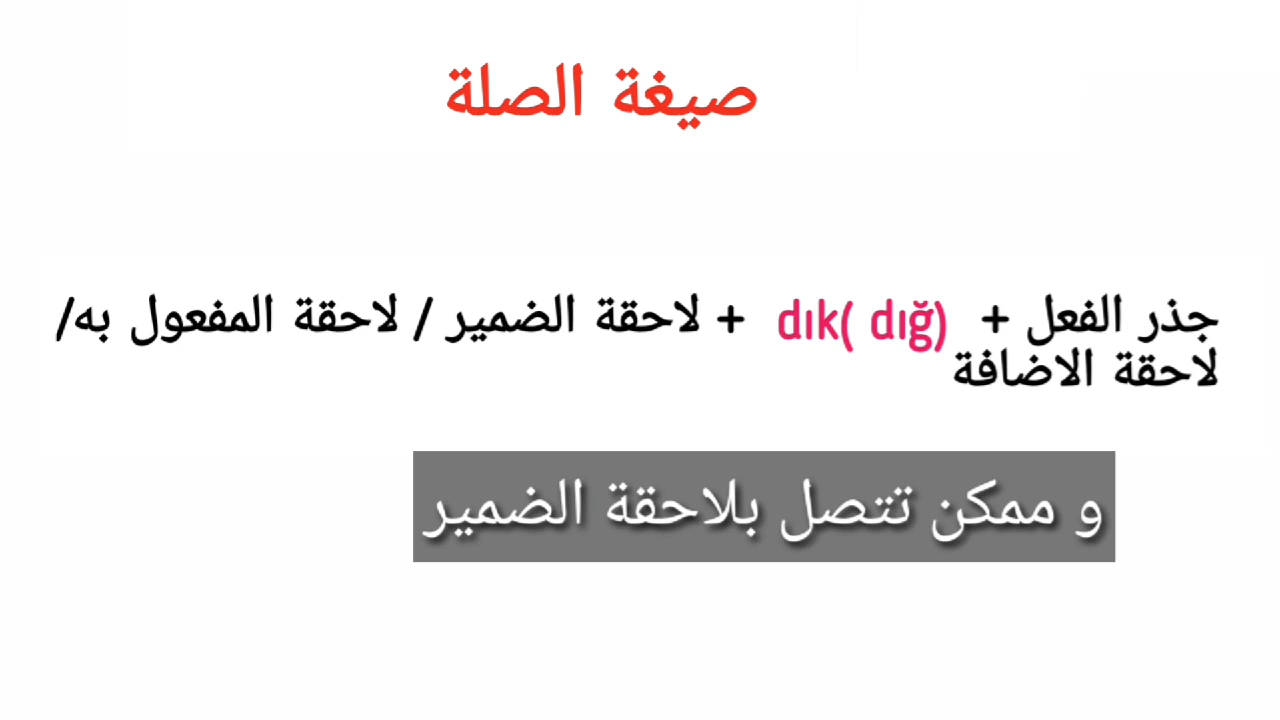 صيغة الصلة
جذر الفعل + dık( dığ) + لاحقة الضمير / لاحقة المفعول به/
لاحقة الاضافة
و ممكن تتصل بلاحقة الضمير